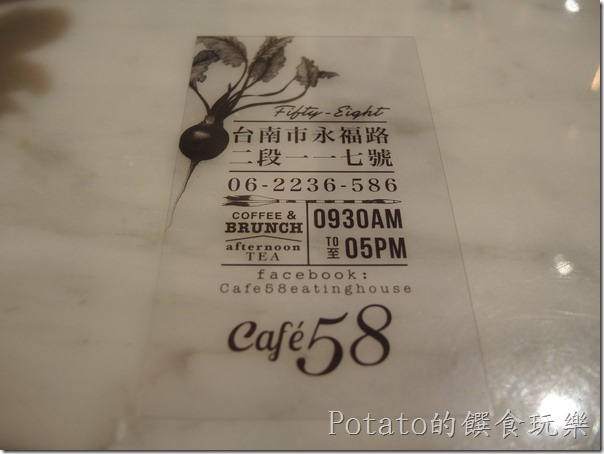 Fifty-Eight
台南市永福路
二段一一七號
06-2236-586
COFFEE &
BRUNCH
afternoon
TEA
0930AM
TO
至
05PM
facebook:
Cafe58eatinghouse
Café58
Potato的饌食玩樂